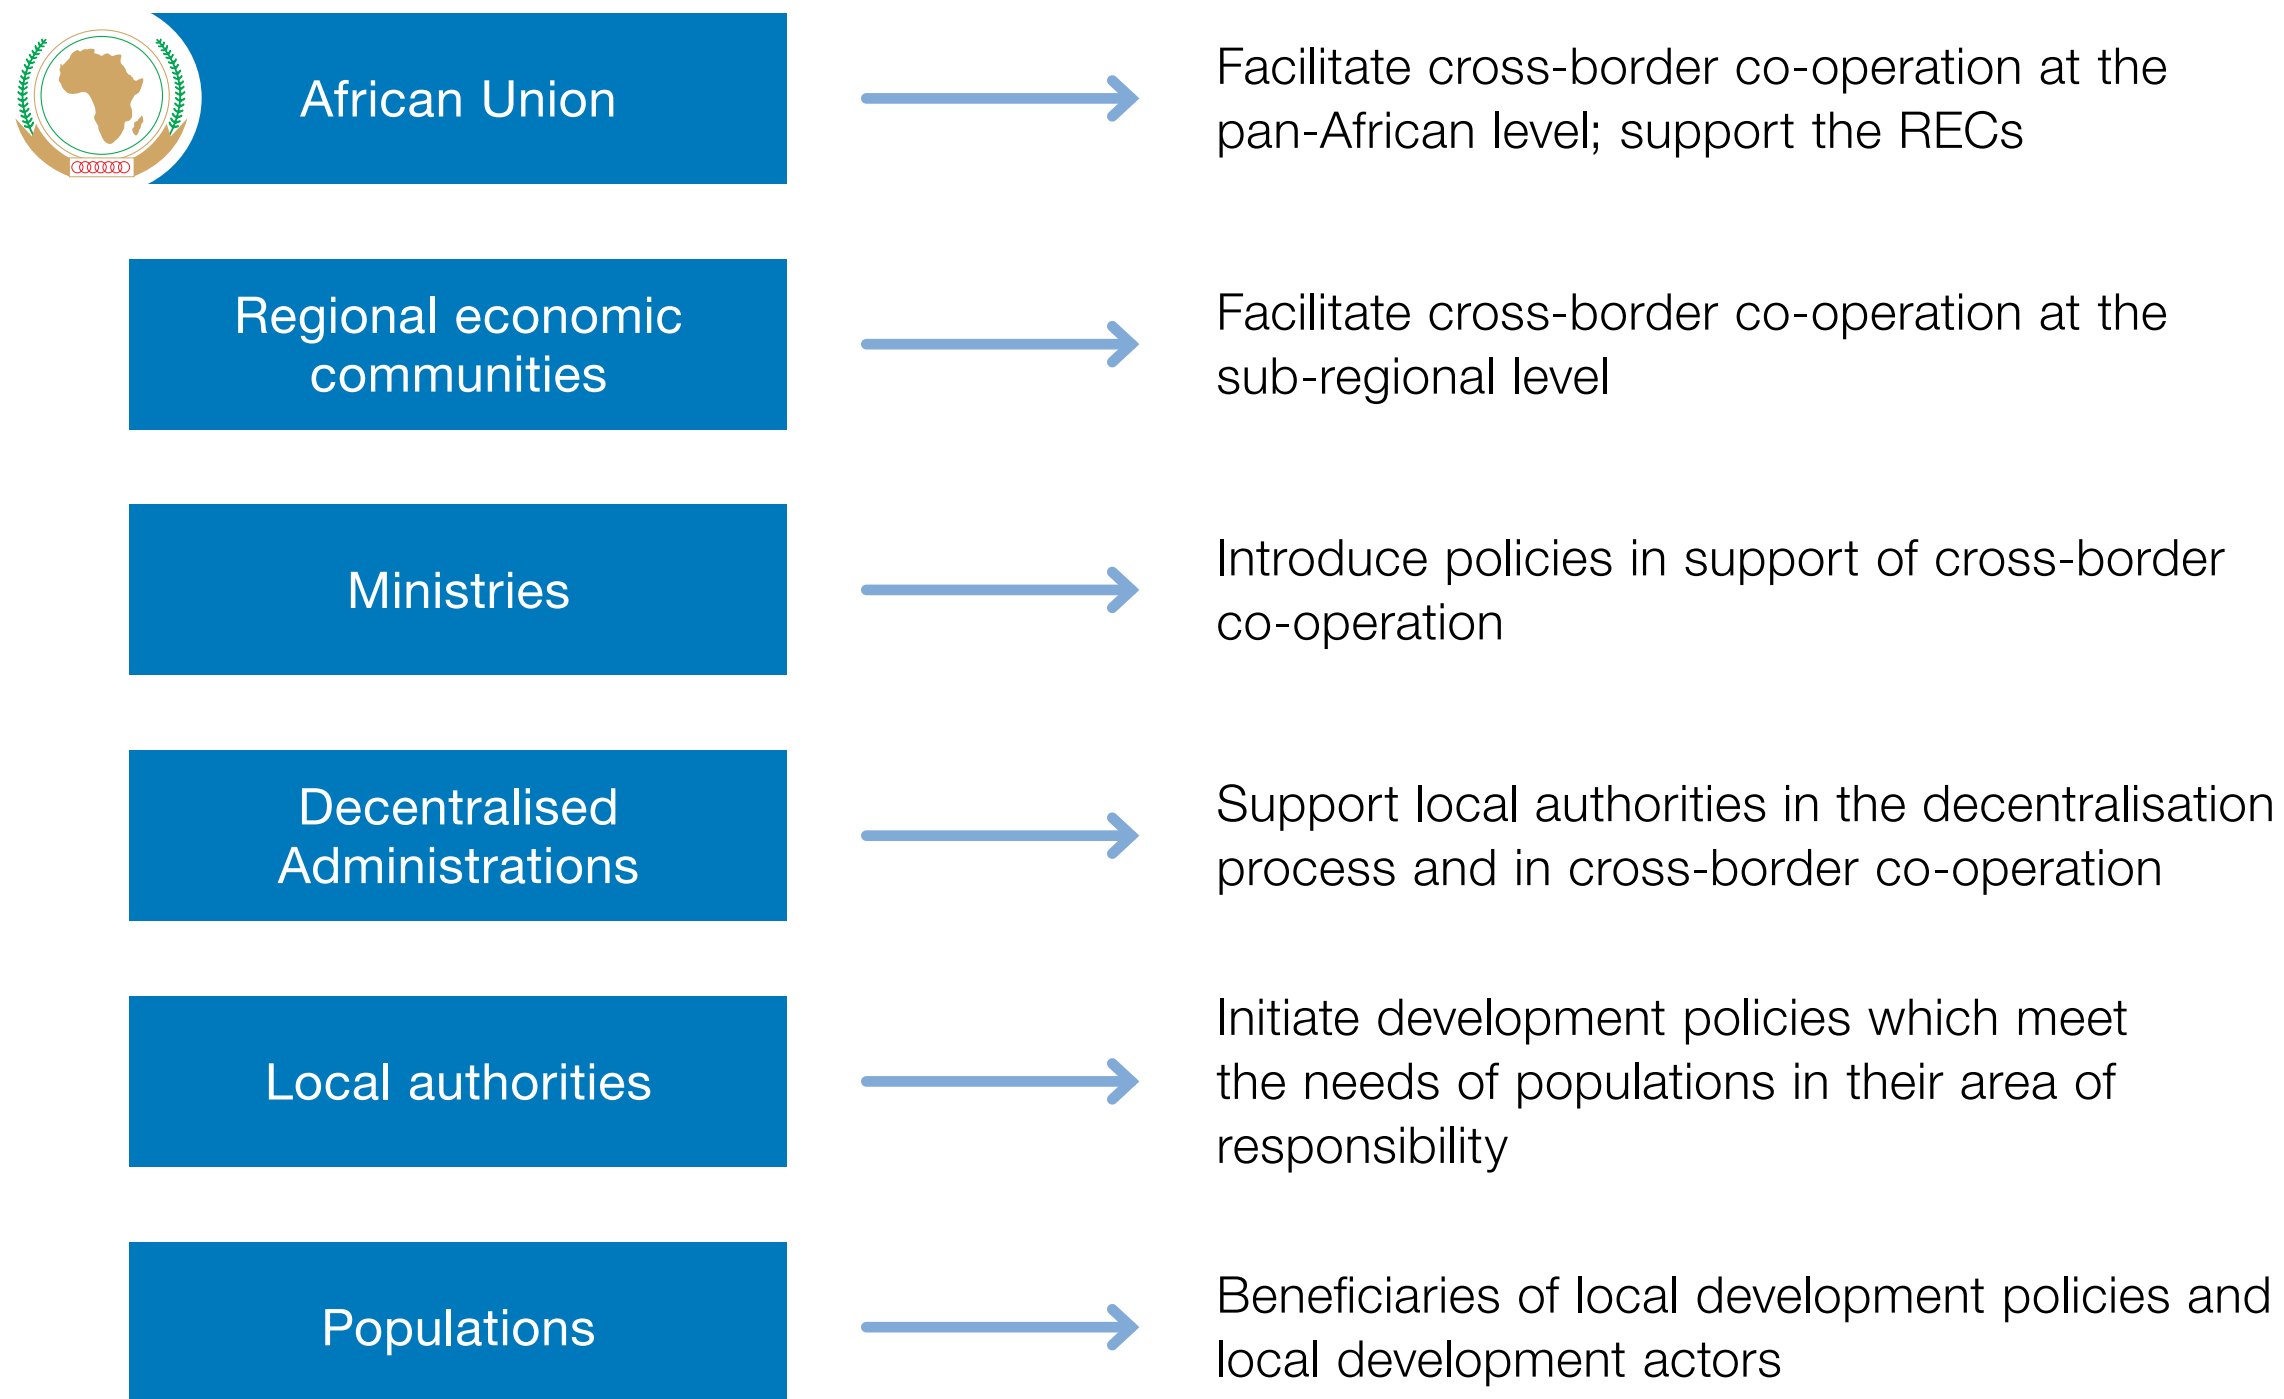 African Union
Facilitate cross-border co-operation at the
pan-African level; support the RECs
Regional economic
communities
Facilitate cross-border co-operation at the
sub-regional level
Ministries
Introduce policies in support of cross-border
co-operation
Decentralised
Administrations
Support local authorities in the decentralisation
process and in cross-border co-operation
Local authorities
Initiate development policies which meet
the needs of populations in their area of
responsibility
Populations
Beneficiaries of local development policies and
local development actors